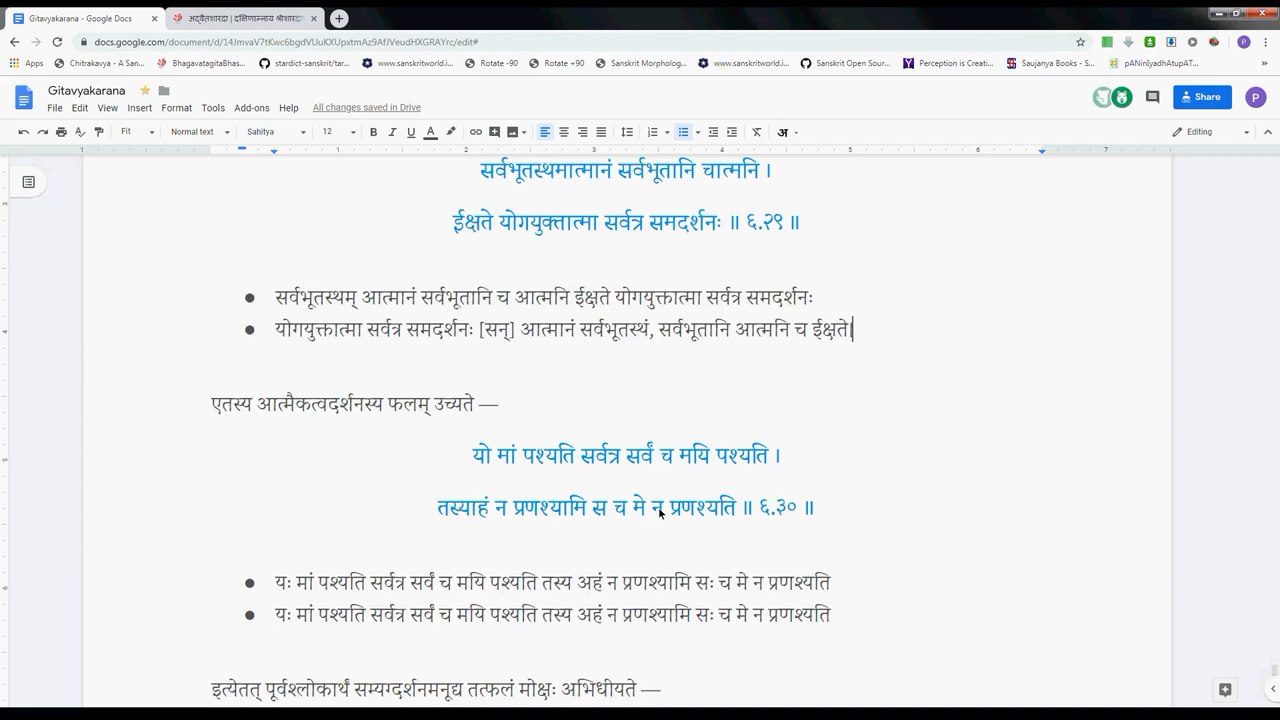 Gitavyakarana - Google Docs
अद्वैतशारदा | दक्षिणाम्नाय श्रीशारदा
docs.google.com/document/d/14JmvaV7tKwc6bgdVUuKXUpxtmAz9AfJVeudHXGRAYrc/edit#
Apps Chitrakavya - A San... BhagavatagitaBhas... stardict-sanskrit/tar... www.sanskritworld.i... Rotate -90 Rotate +90 Sanskrit Morpholog... www.sanskritworld.i... Sanskrit Open Sour... Perception is Creati... Saujanya Books - S... pANinIyadhAtupAT...
Gitavyakarana
File Edit View Insert Format Tools Add-ons Help All changes saved in Drive
Share
Fit Normal text Sahitya 12 B I U A अ Editing
1 1 2 3 4 5 6 7
सर्वभूतस्थमात्मानं सर्वभूतानि चात्मनि ।
ईक्षते योगयुक्तात्मा सर्वत्र समदर्शनः ॥ ६.२९ ॥
● सर्वभूतस्थम् आत्मानं सर्वभूतानि च आत्मनि ईक्षते योगयुक्तात्मा सर्वत्र समदर्शनः
● योगयुक्तात्मा सर्वत्र समदर्शनः [सन्] आत्मानं सर्वभूतस्थं, सर्वभूतानि आत्मनि च ईक्षते।
एतस्य आत्मैकत्वदर्शनस्य फलम् उच्यते —
यो मां पश्यति सर्वत्र सर्वं च मयि पश्यति ।
तस्याहं न प्रणश्यामि स च मे न प्रणश्यति ॥ ६.३० ॥
● यः मां पश्यति सर्वत्र सर्वं च मयि पश्यति तस्य अहं न प्रणश्यामि सः च मे न प्रणश्यति
● यः मां पश्यति सर्वत्र सर्वं च मयि पश्यति तस्य अहं न प्रणश्यामि सः च मे न प्रणश्यति
इत्येतत् पूर्वश्लोकार्थं सम्यग्दर्शनमनूद्य तत्फलं मोक्षः अभिधीयते —